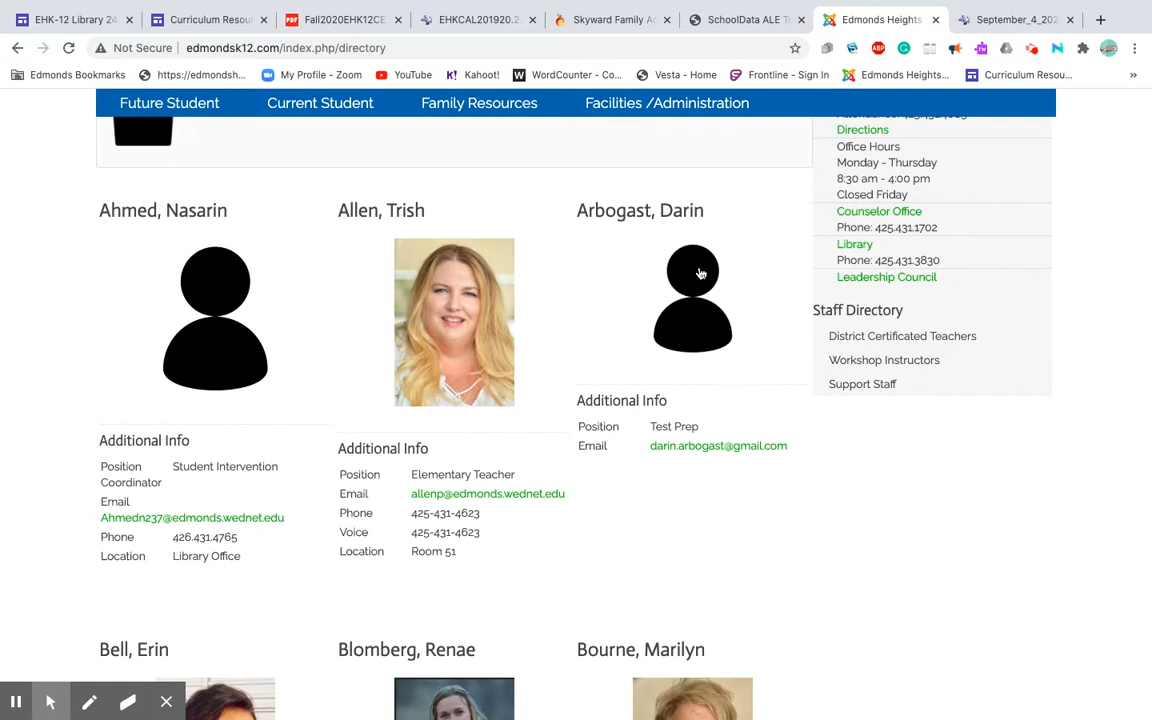 EHK-12 Library 24
Curriculum Resou
Fall2020EHK12CE
EHKCAL201920.2
Skyward Family Ac
SchoolData ALE To
Edmonds Heights
September_4_202
Not Secure
edmondsk12.com/index.php/directory
Edmonds Bookmarks
https://edmondsh...
My Profile - Zoom
YouTube
Kahoot!
WordCounter - Co...
Vesta - Home
Frontline - Sign In
Edmonds Heights...
Curriculum Resou...
Future Student
Current Student
Family Resources
Facilities /Administration
Directions
Office Hours
Monday - Thursday
8:30 am - 4:00 pm
Closed Friday
Counselor Office
Phone: 425.431.1702
Library
Phone: 425.431.3830
Leadership Council
Staff Directory
District Certificated Teachers
Workshop Instructors
Support Staff
Ahmed, Nasarin
Additional Info
Position Student Intervention
Coordinator
Email
Ahmedn237@edmonds.wednet.edu
Phone 426.431.4765
Location Library Office
Allen, Trish
Additional Info
Position Elementary Teacher
Email allenp@edmonds.wednet.edu
Phone 425-431-4623
Voice 425-431-4623
Location Room 51
Arbogast, Darin
Additional Info
Position Test Prep
Email darin.arbogast@gmail.com
Bell, Erin
Blomberg, Renae
Bourne, Marilyn